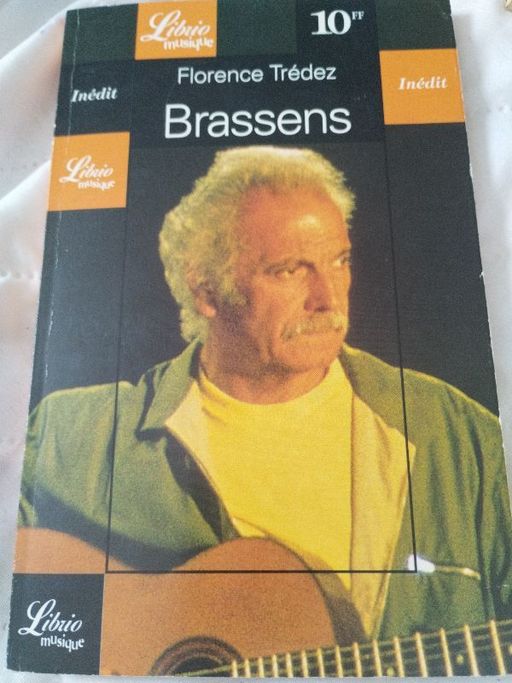 Librio
musique
10FF
Florence Trédez
Inédit
Inédit
Brassens
Librio
musique
Librio
musique